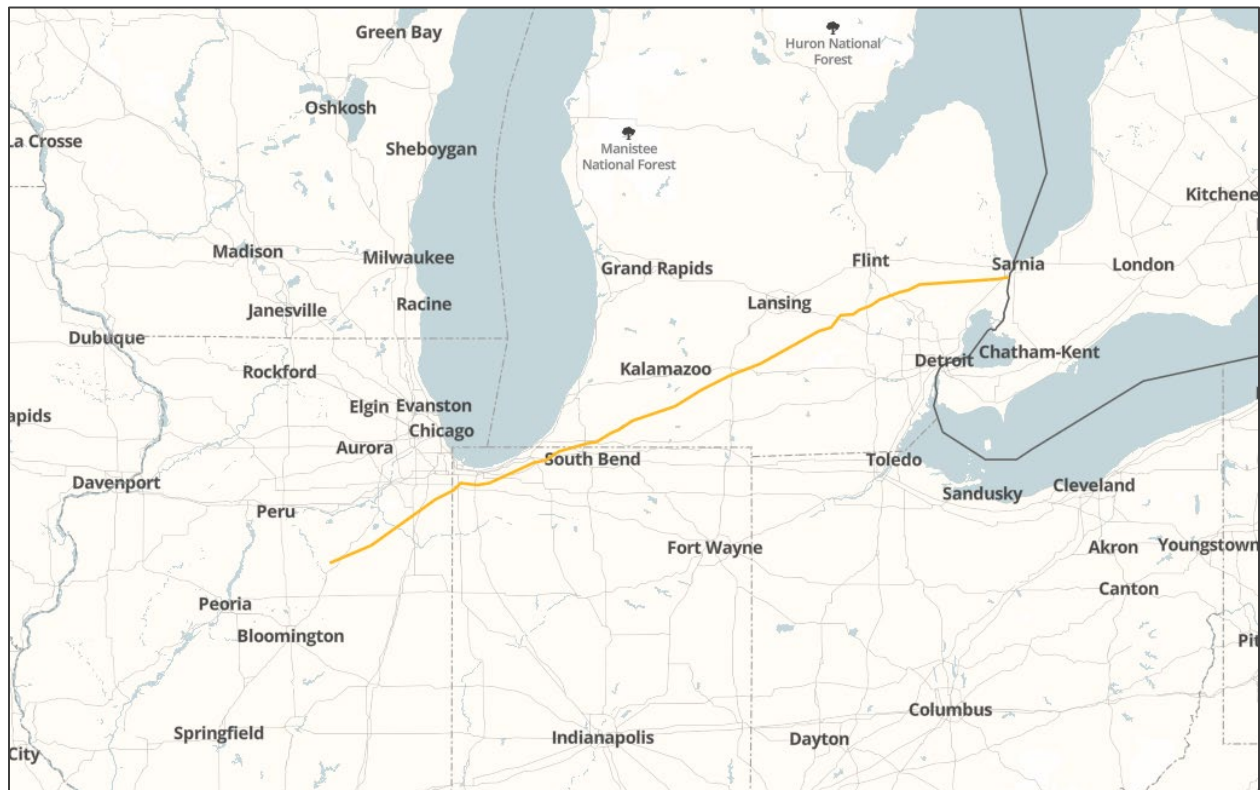 Green Bay
Huron National
Forest
Oshkosh
La Crosse
Sheboygan
Manistee
National Forest
Kitchene
Madison
Milwaukee
Grand Rapids
Flint
Sarnia
London
Janesville
Racine
Lansing
Dubuque
Detroit
Chatham-Kent
Rockford
Kalamazoo
Elgin
Evanston
Chicago
apids
Aurora
South Bend
Toledo
Davenport
Sandusky
Cleveland
Peru
Fort Wayne
Akron
Youngstown
Canton
Peoria
Bloomington
Pit
Columbus
Springfield
Indianapolis
Dayton
City